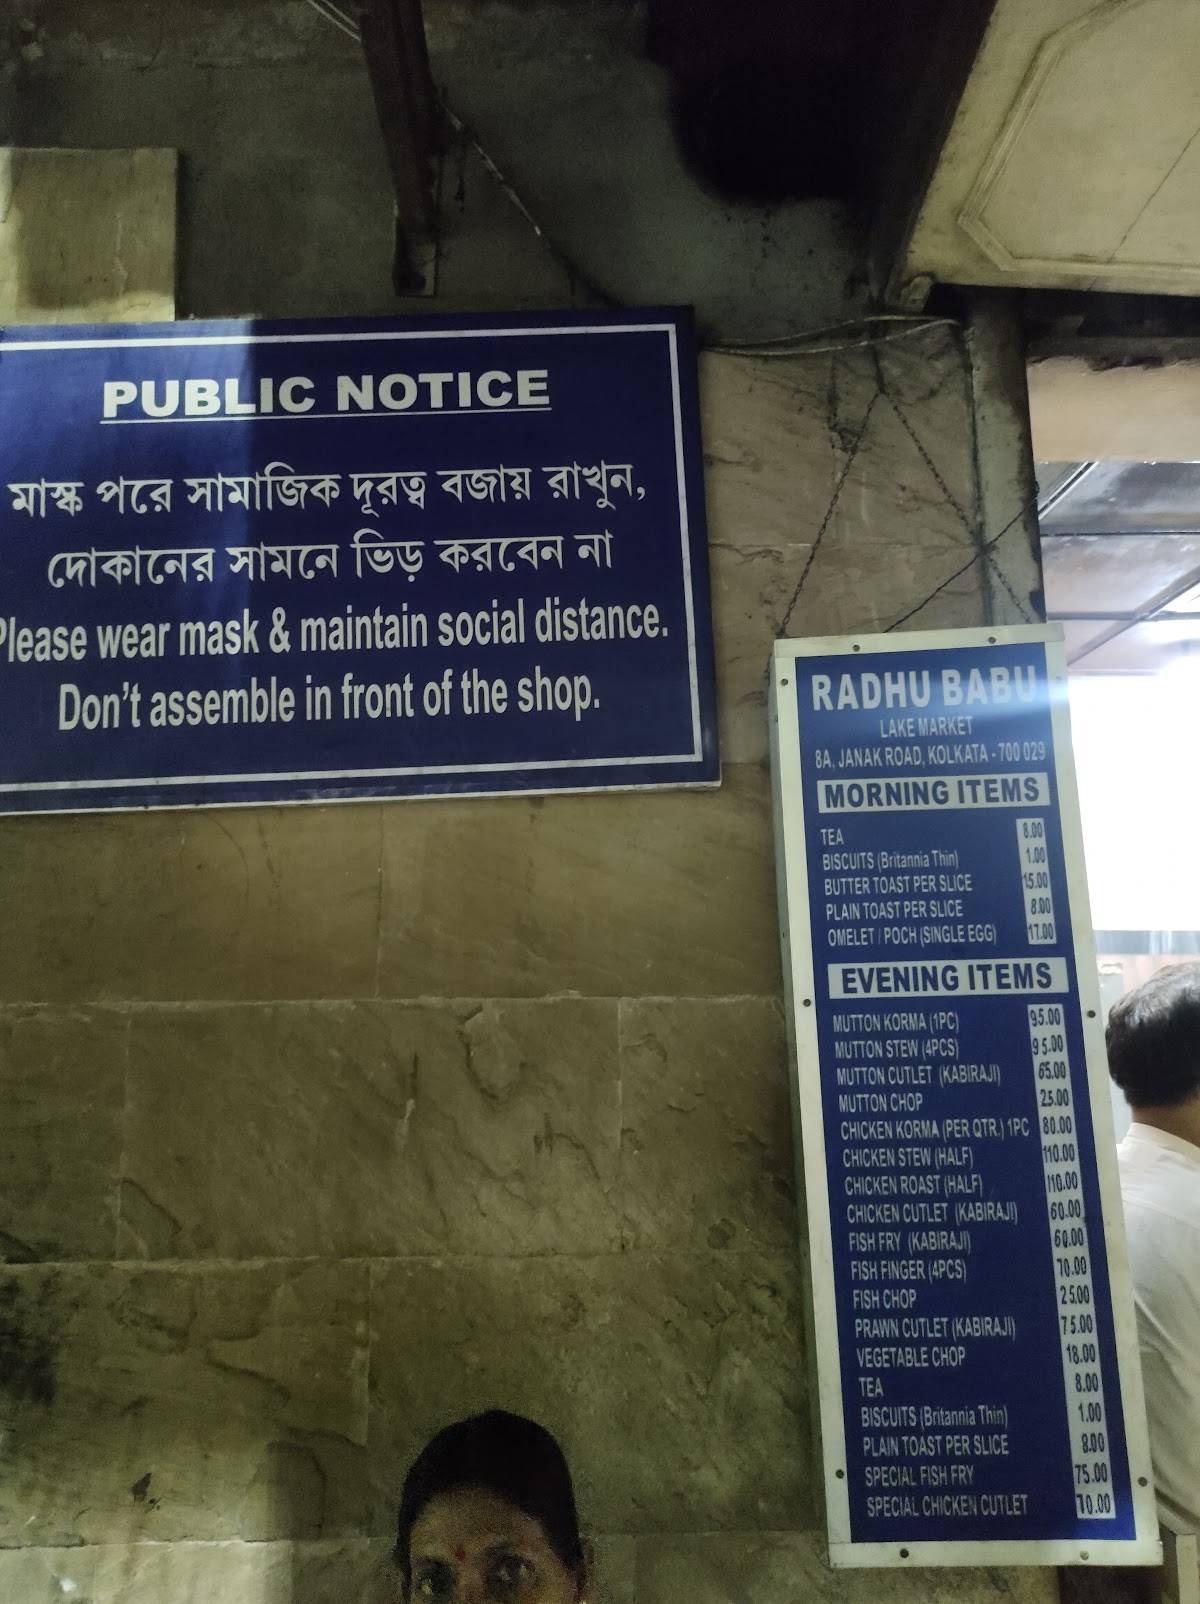 PUBLIC NOTICE
মাস্ক পরে সামাজিক দূরত্ব বজায় রাখুন,
দোকানের সামনে ভিড় করবেন না
Please wear mask & maintain social distance.
Don't assemble in front of the shop.
RADHU BABU
LAKE MARKET
8A, JANAK ROAD, KOLKATA - 700 029
MORNING ITEMS
TEA 8.00
BISCUITS (Britannia Thin) 1.00
BUTTER TOAST PER SLICE 15.00
PLAIN TOAST PER SLICE 8.00
OMELET / POCH (SINGLE EGG) 17.00
EVENING ITEMS
MUTTON KORMA (1PC) 95.00
MUTTON STEW (4PCS) 95.00
MUTTON CUTLET (KABIRAJI) 65.00
MUTTON CHOP 25.00
CHICKEN KORMA (PER QTR.) 1PC 80.00
CHICKEN STEW (HALF) 110.00
CHICKEN ROAST (HALF) 110.00
CHICKEN CUTLET (KABIRAJI) 60.00
FISH FRY (KABIRAJI) 60.00
FISH FINGER (4PCS) 70.00
FISH CHOP 25.00
PRAWN CUTLET (KABIRAJI) 75.00
VEGETABLE CHOP 18.00
TEA 8.00
BISCUITS (Britannia Thin) 1.00
PLAIN TOAST PER SLICE 8.00
SPECIAL FISH FRY 75.00
SPECIAL CHICKEN CUTLET 70.00